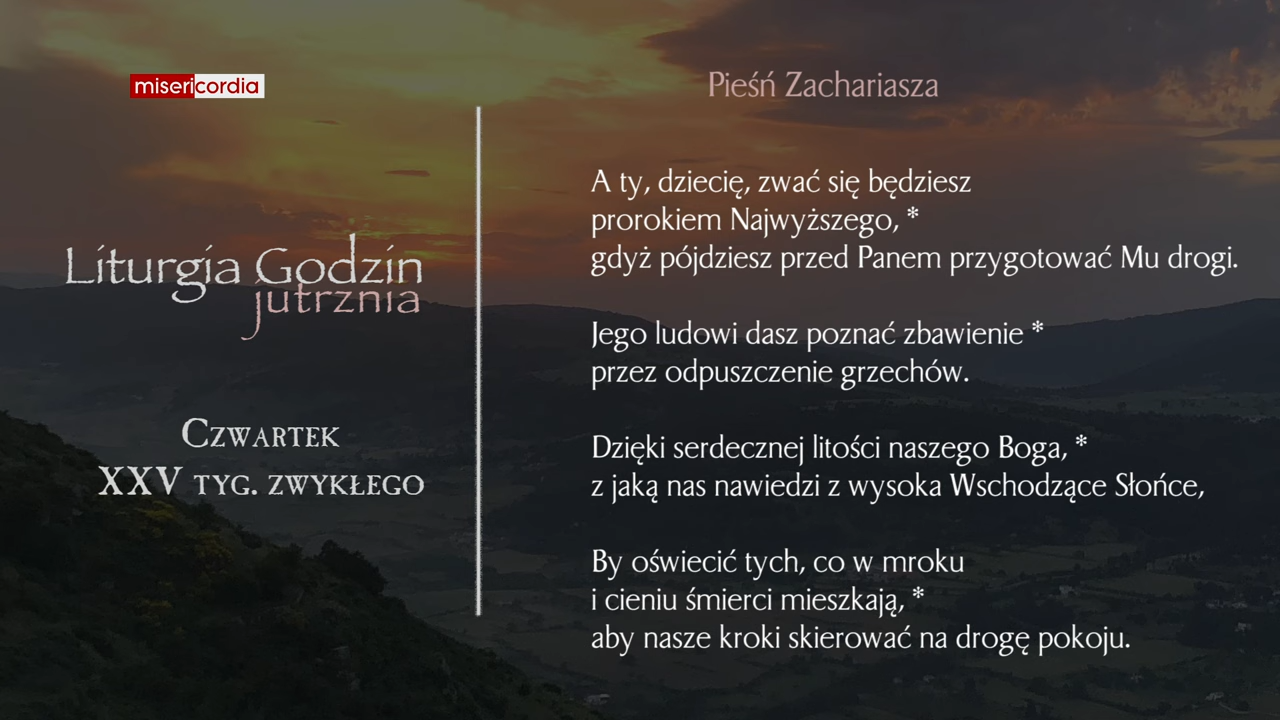 misericordia
Liturgia Godzin
jutrznia
Czwartek
XXV tyg. zwykłego
Pieśń Zachariasza
A ty, dziecię, zwać się będziesz
prorokiem Najwyższego, *
gdyż pójdziesz przed Panem przygotować Mu drogi.
Jego ludowi dasz poznać zbawienie *
przez odpuszczenie grzechów.
Dzięki serdecznej litości naszego Boga, *
z jaką nas nawiedzi z wysoka Wschodzące Słońce,
By oświecić tych, co w mroku
i cieniu śmierci mieszkają, *
aby nasze kroki skierować na drogę pokoju.